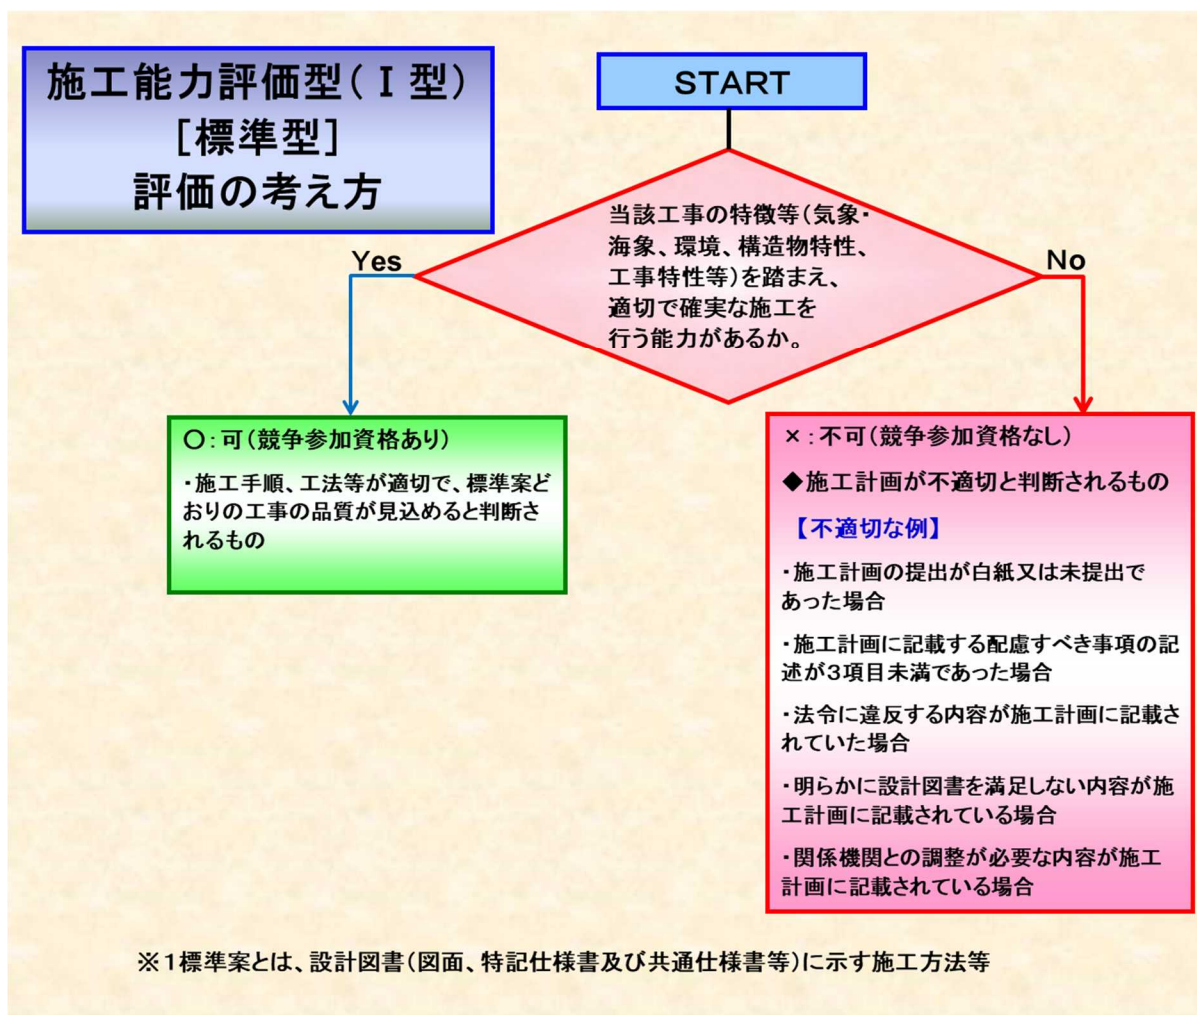 施工能力評価型(Ⅰ型)
[標準型]
評価の考え方
START
当該工事の特徴等(気象・
海象、環境、構造物特性、
工事特性等)を踏まえ、
適切で確実な施工を
行う能力があるか。
Yes
No
○:可(競争参加資格あり)
・施工手順、工法等が適切で、標準案ど
おりの工事の品質が見込めると判断さ
れるもの
×:不可(競争参加資格なし)
◆施工計画が不適切と判断されるもの
【不適切な例】
・施工計画の提出が白紙又は未提出で
あった場合
・施工計画に記載する配慮すべき事項の記
述が3項目未満であった場合
・法令に違反する内容が施工計画に記載さ
れていた場合
・明らかに設計図書を満足しない内容が施
工計画に記載されている場合
・関係機関との調整が必要な内容が施工
計画に記載されている場合
※1標準案とは、設計図書(図面、特記仕様書及び共通仕様書等)に示す施工方法等